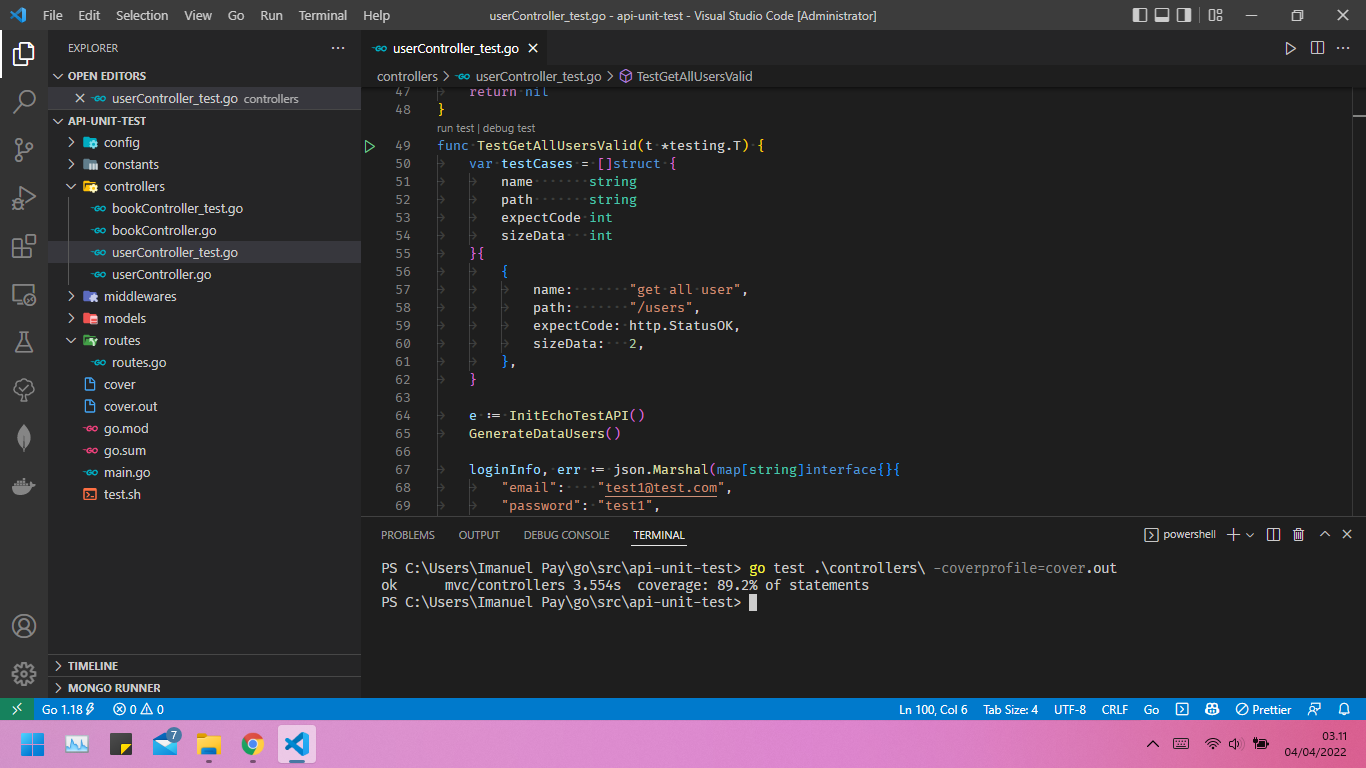 File Edit Selection View Go Run Terminal Help
userController_test.go - api-unit-test - Visual Studio Code [Administrator]
EXPLORER
OPEN EDITORS
userController_test.go controllers
API-UNIT-TEST
config
constants
controllers
bookController_test.go
bookController.go
userController_test.go
userController.go
middlewares
models
routes
routes.go
cover
cover.out
go.mod
go.sum
main.go
test.sh
TIMELINE
MONGO RUNNER
userController_test.go
controllers > userController_test.go > TestGetAllUsersValid
47 return nil
48 }
run test | debug test
49 func TestGetAllUsersValid(t *testing.T) {
50 var testCases = []struct {
51 name string
52 path string
53 expectCode int
54 sizeData int
55 }{
56 {
57 name: "get all user",
58 path: "/users",
59 expectCode: http.StatusOK,
60 sizeData: 2,
61 },
62 }
63
64 e := InitEchoTestAPI()
65 GenerateDataUsers()
66
67 loginInfo, err := json.Marshal(map[string]interface{}{
68 "email": "test1@test.com",
69 "password": "test1",
PROBLEMS OUTPUT DEBUG CONSOLE TERMINAL
powershell
PS C:\Users\Imanuel Pay\go\src\api-unit-test> go test .\controllers\ -coverprofile=cover.out
ok mvc/controllers 3.554s coverage: 89.2% of statements
PS C:\Users\Imanuel Pay\go\src\api-unit-test>
Go 1.18 0 0 Ln 100, Col 6 Tab Size: 4 UTF-8 CRLF Go Prettier
7
03.11
04/04/2022